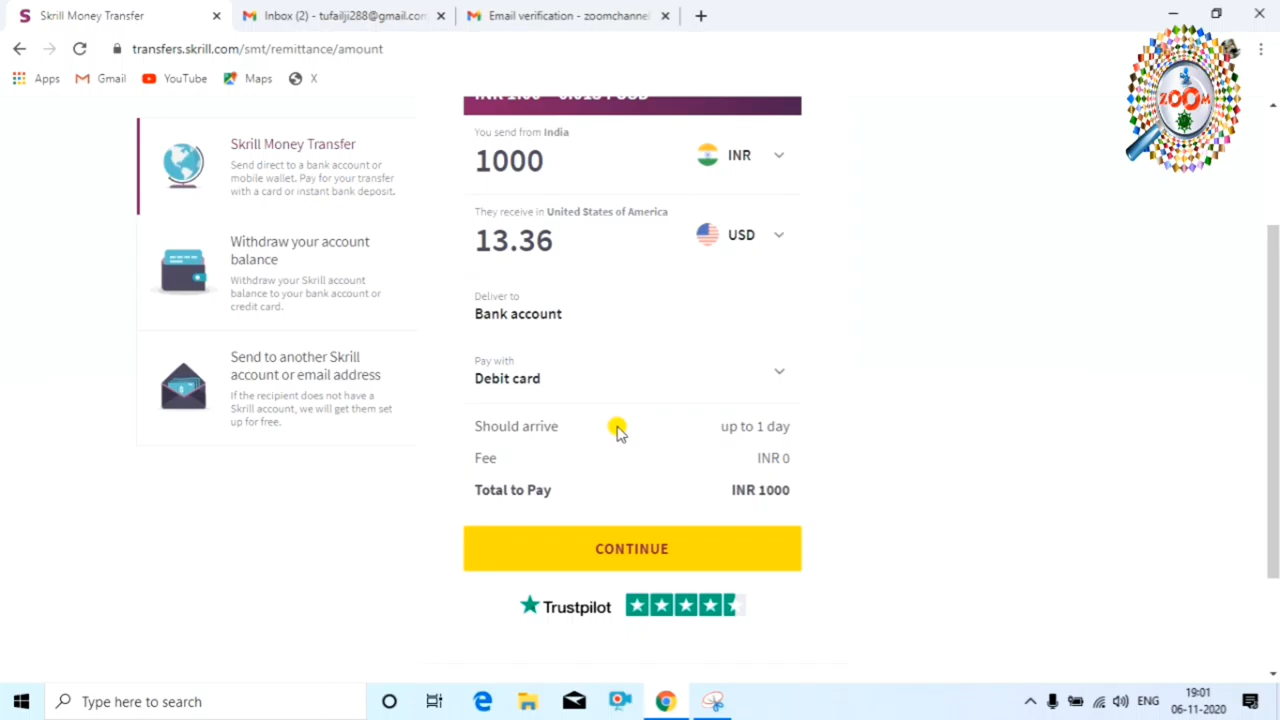 Skrill Money Transfer
Inbox (2) - tufailji288@gmail.com
Email verification - zoomchannel
transfers.skrill.com/smt/remittance/amount
Apps
Gmail
YouTube
Maps
X
ZOOM
Skrill Money Transfer
Send direct to a bank account or
mobile wallet. Pay for your transfer
with a card or instant bank deposit.
Withdraw your account
balance
Withdraw your Skrill account
balance to your bank account or
credit card.
Send to another Skrill
account or email address
If the recipient does not have a
Skrill account, we will get them set
up for free.
You send from India
1000
INR
They receive in United States of America
13.36
USD
Deliver to
Bank account
Pay with
Debit card
Should arrive
up to 1 day
Fee
INR 0
Total to Pay
INR 1000
CONTINUE
Trustpilot
Type here to search
ENG
19:01
06-11-2020